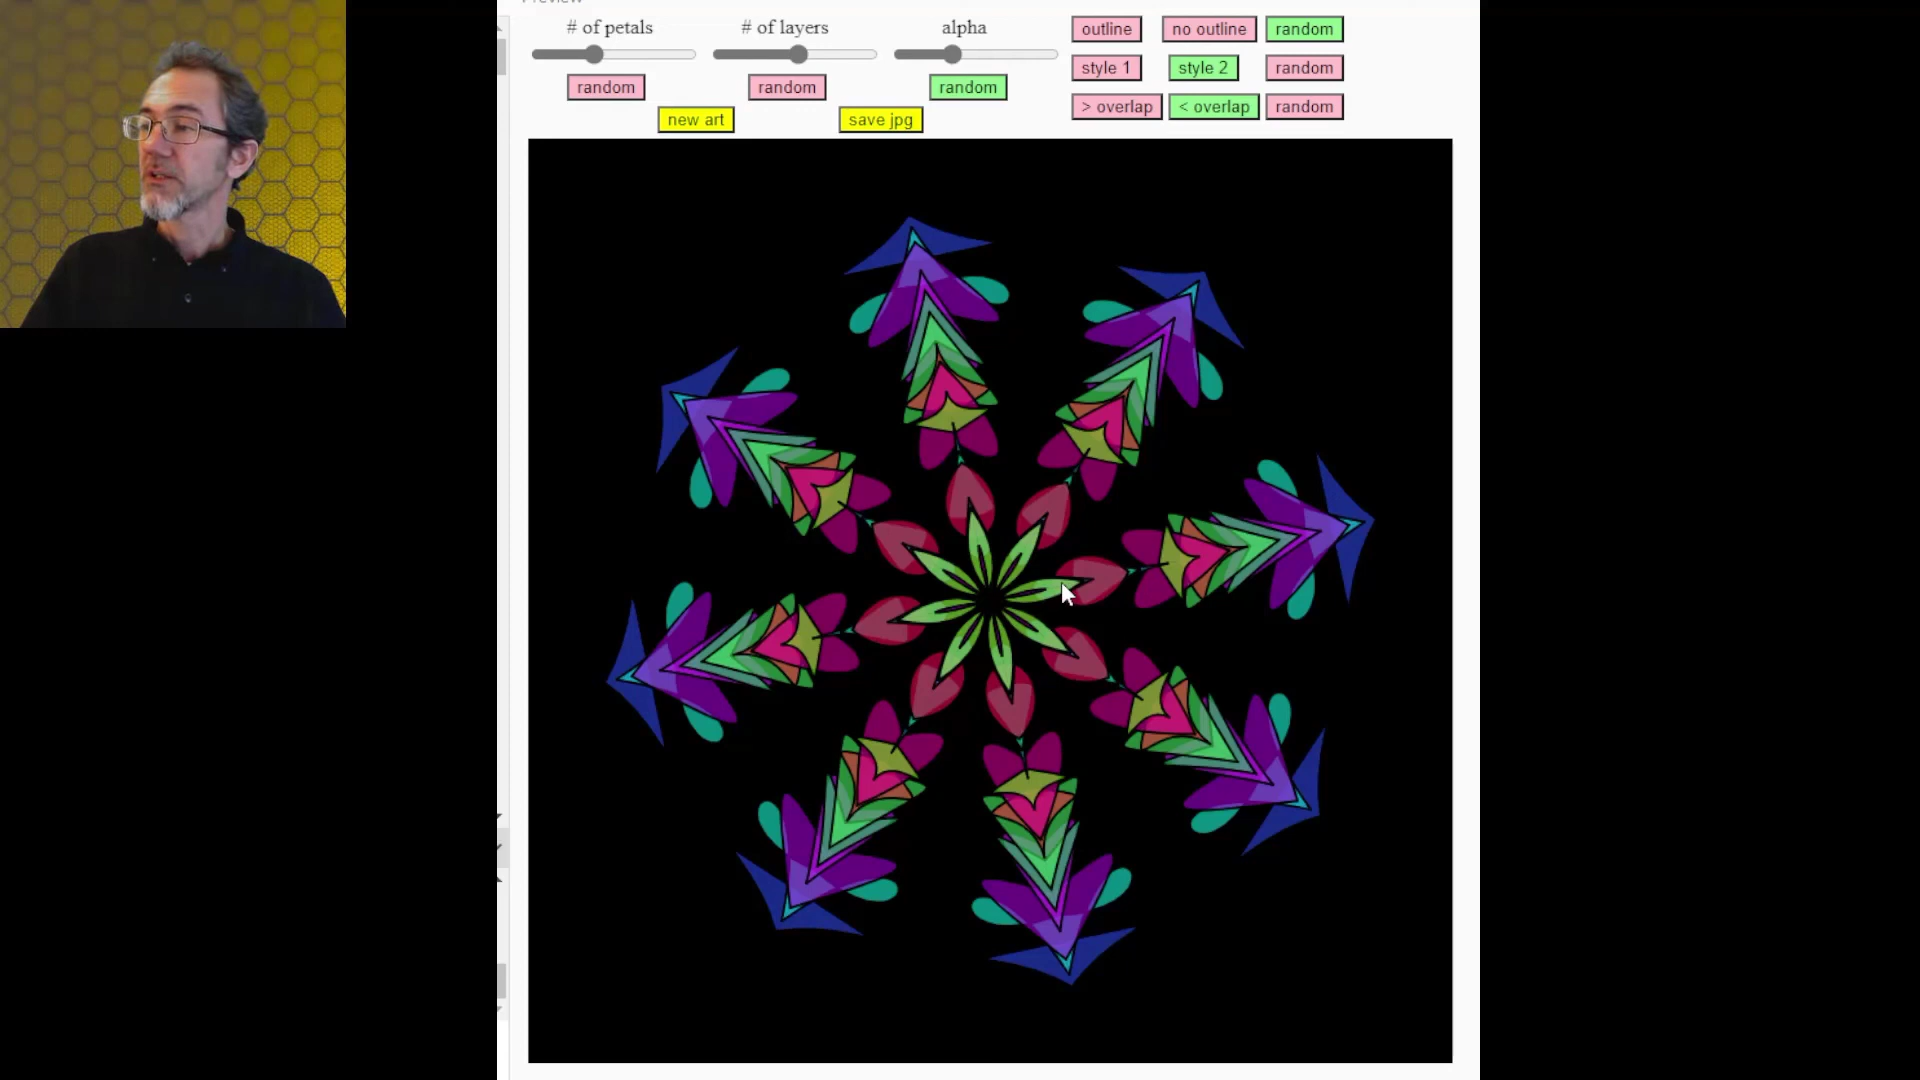 Preview
# of petals # of layers alpha outline no outline random
style 1 style 2 random
random random random
> overlap < overlap random
new art save jpg